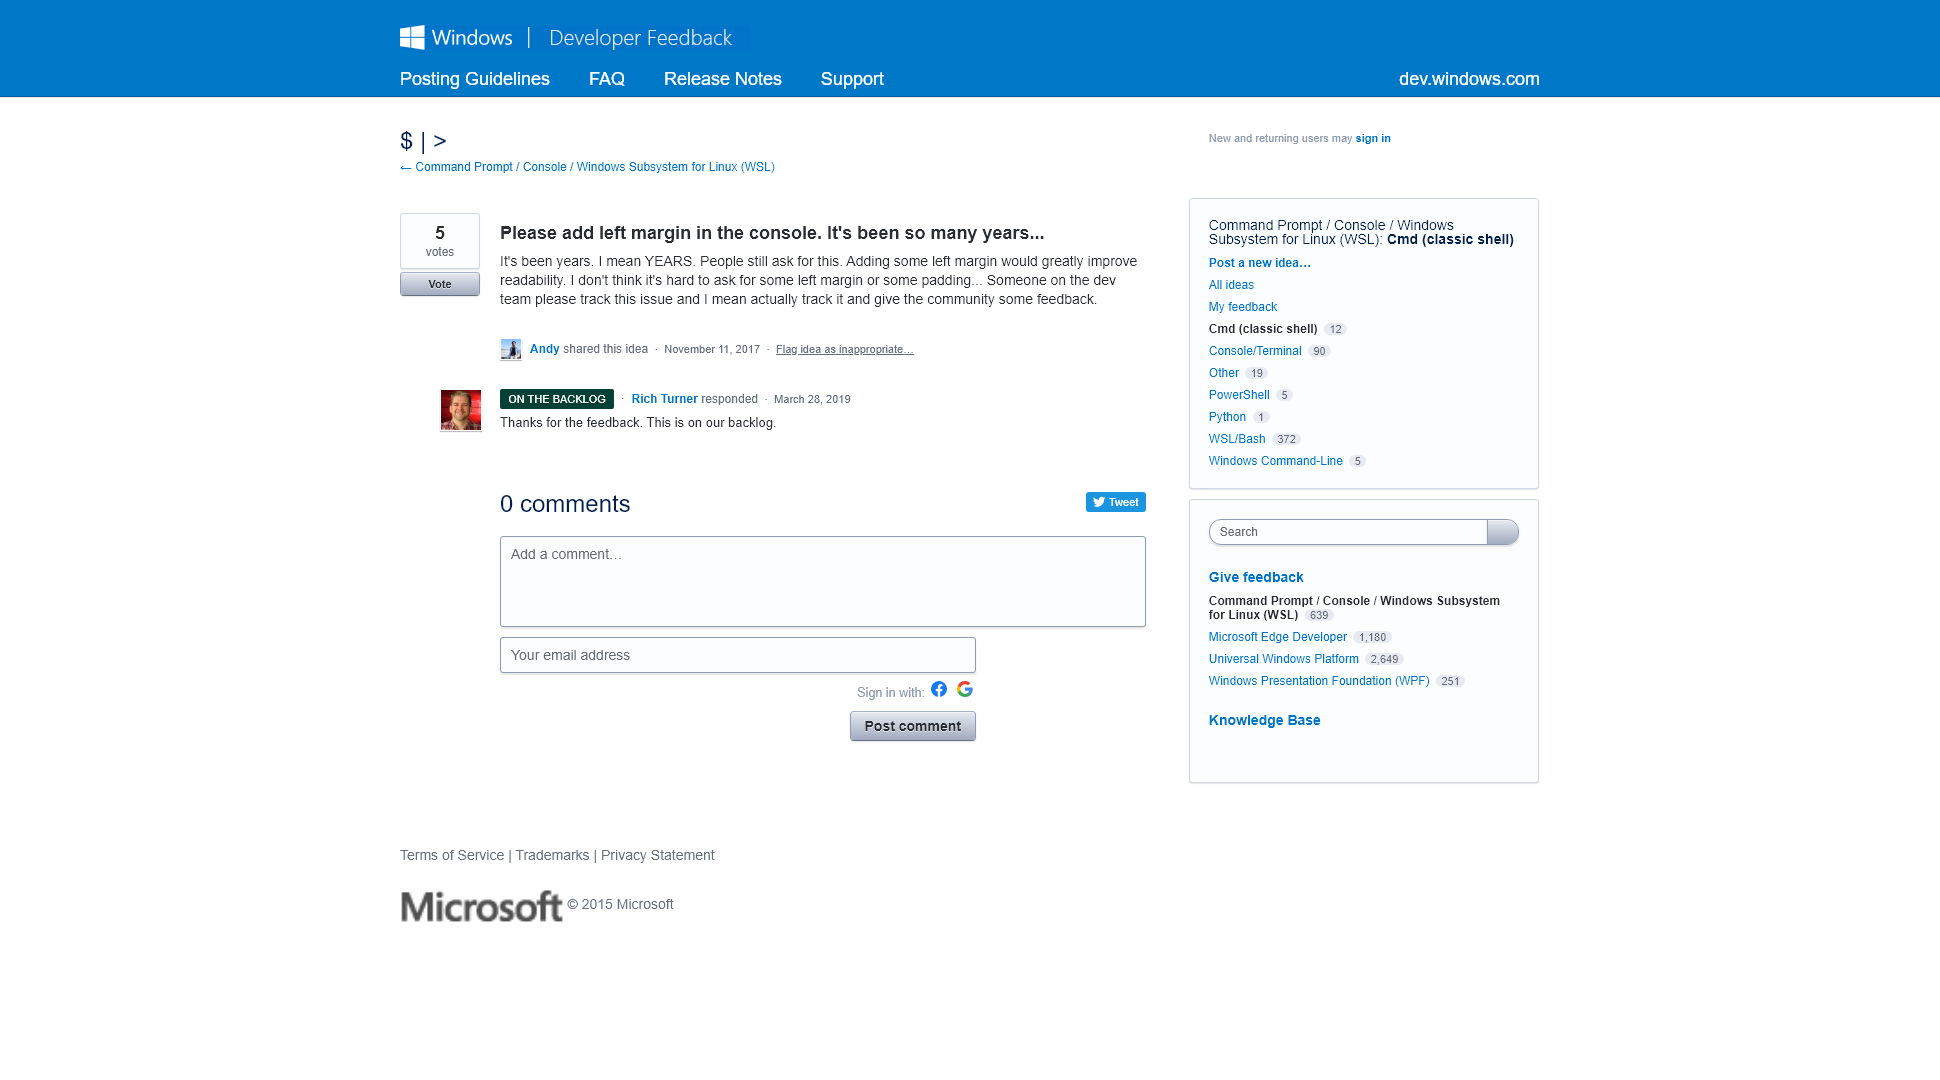 Windows | Developer Feedback
Posting Guidelines FAQ Release Notes Support dev.windows.com
$ | >
New and returning users may sign in
← Command Prompt / Console / Windows Subsystem for Linux (WSL)
5
votes
Vote
Please add left margin in the console. It's been so many years...
It's been years. I mean YEARS. People still ask for this. Adding some left margin would greatly improve
readability. I don't think it's hard to ask for some left margin or some padding... Someone on the dev
team please track this issue and I mean actually track it and give the community some feedback.
Andy shared this idea · November 11, 2017 · Flag idea as inappropriate…
ON THE BACKLOG · Rich Turner responded · March 28, 2019
Thanks for the feedback. This is on our backlog.
0 comments
Tweet
Add a comment…
Your email address
Sign in with:
Post comment
Command Prompt / Console / Windows
Subsystem for Linux (WSL): Cmd (classic shell)
Post a new idea…
All ideas
My feedback
Cmd (classic shell) 12
Console/Terminal 90
Other 19
PowerShell 5
Python 1
WSL/Bash 372
Windows Command-Line 5
Search
Give feedback
Command Prompt / Console / Windows Subsystem
for Linux (WSL) 639
Microsoft Edge Developer 1,180
Universal Windows Platform 2,649
Windows Presentation Foundation (WPF) 251
Knowledge Base
Terms of Service | Trademarks | Privacy Statement
Microsoft © 2015 Microsoft